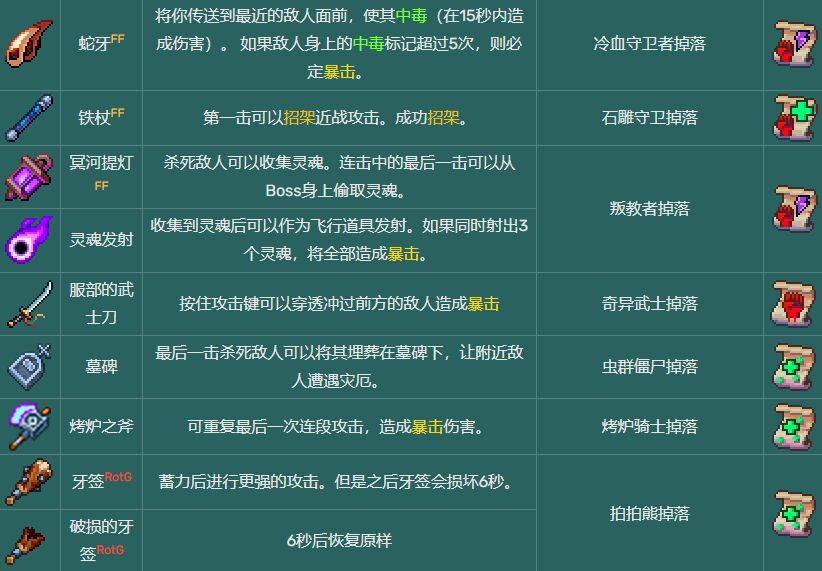 将你传送到最近的敌人面前，使其中毒（在15秒内造
蛇牙FF
成伤害）。 如果敌人身上的中毒标记超过5次，则必
冷血守卫者掉落
定暴击。
铁杖FF
第一击可以招架近战攻击。成功招架。
石雕守卫掉落
冥河提灯
FF
杀死敌人可以收集灵魂。连击中的最后一击可以从
Boss身上偷取灵魂。
叛教者掉落
灵魂发射
收集到灵魂后可以作为飞行道具发射。如果同时射出3
个灵魂，将全部造成暴击。
服部的武
士刀
按住攻击键可以穿透冲过前方的敌人造成暴击
奇异武士掉落
墓碑
最后一击杀死敌人可以将其埋葬在墓碑下，让附近敌
人遭遇灾厄。
虫群僵尸掉落
烤炉之斧
可重复最后一次连段攻击，造成暴击伤害。
烤炉骑士掉落
牙签RotG
蓄力后进行更强的攻击。但是之后牙签会损坏6秒。
拍拍熊掉落
破损的牙
签RotG
6秒后恢复原样